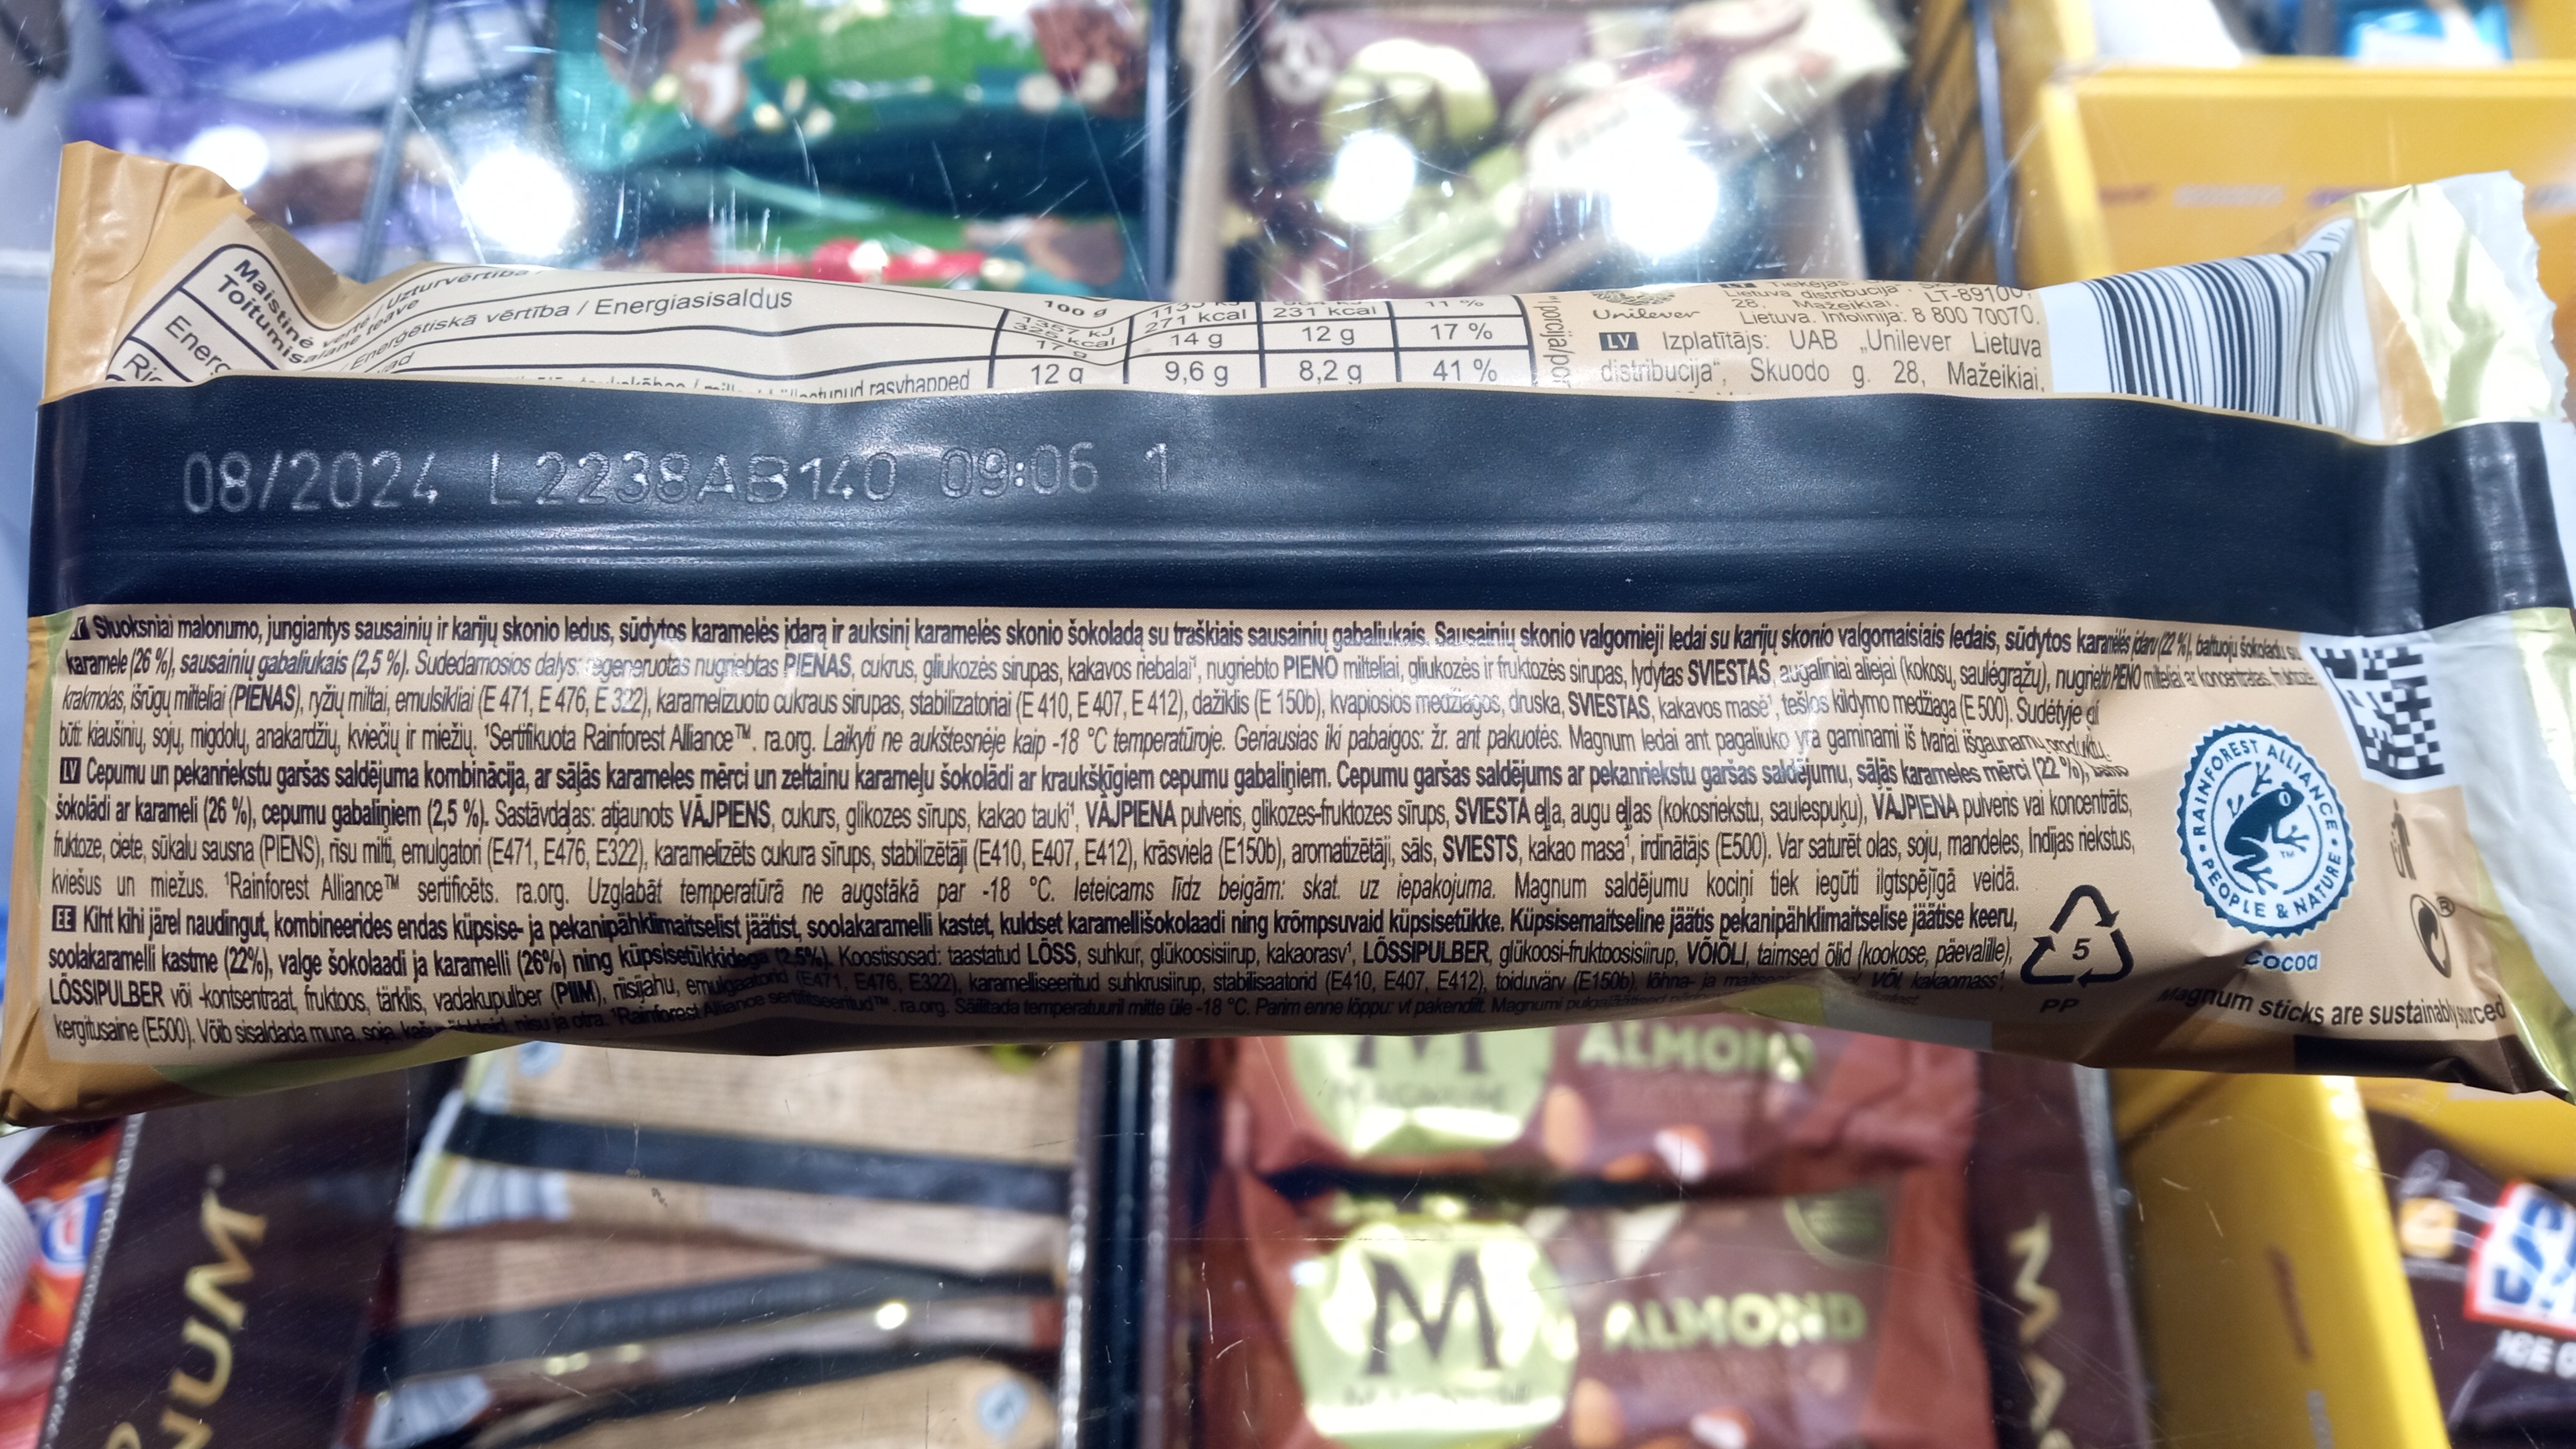 Maistinė vertė / Uzturvērtība
Toitumisalane teave
100 g
Energ
Enerģētiskā vērtība / Energiasisaldus
1357 kJ
325 kcal
271 kcal
231 kcal
11 %
17 g
14 g
12 g
17 %
12 g
9,6 g
8,2 g
41 %
Unilever
Lietuva distribucija
LT-89100,
28, Mažeikiai,
Lietuva. Infolinija: 8 800 70070.
LV Izplatītājs: UAB „Unilever Lietuva
distribucija", Skuodo g. 28, Mažeikiai,
08/2024 L2238AB140 09:06 1
Sluoksniai malonumo, jungiantys sausainių ir karijų skonio ledus, sūdytos karamelės įdarą ir auksinį karamelės skonio šokoladą su traškiais sausainių gabaliukais. Sausainių skonio valgomieji ledai su karijų skonio valgomaisiais ledais, sūdytos karamelės įdaru (22 %), baltuoju šokoladu su
karamele (26 %), sausainių gabaliukais (2,5 %). Sudedamosios dalys: regeneruotas nugriebtas PIENAS, cukrus, gliukozės sirupas, kakavos riebalai¹, nugriebto PIENO milteliai, gliukozės ir fruktozės sirupas, lydytas SVIESTAS, augaliniai aliejai (kokosų, saulėgrąžų), nugriebto PIENO milteliai ar koncentratas, fruktozė,
krakmolas, išrūgų milteliai (PIENAS), ryžių miltai, emulsikliai (E 471, E 476, E 322), karamelizuoto cukraus sirupas, stabilizatoriai (E 410, E 407, E 412), dažiklis (E 150b), kvapiosios medžiagos, druska, SVIESTAS, kakavos masė¹, tešlos kildymo medžiaga (E 500). Sudėtyje gali
būti: kiaušinių, sojų, migdolų, anakardžių, kviečių ir miežių. ¹Sertifikuota Rainforest Alliance™. ra.org. Laikyti ne aukštesnėje kaip -18 °C temperatūroje. Geriausias iki pabaigos: žr. ant pakuotės. Magnum ledai ant pagaliuko yra gaminami iš tvariai išgaunamų produktų.
LV Cepumu un pekanriekstu garšas saldējuma kombinācija, ar sāļās karameles mērci un zeltainu karameļu šokolādi ar kraukšķīgiem cepumu gabaliņiem. Cepumu garšas saldējums ar pekanriekstu garšas saldējumu, sāļās karameles mērci (22 %), balto
šokolādi ar karameli (26 %), cepumu gabaliņiem (2,5 %). Sastāvdaļas: atjaunots VĀJPIENS, cukurs, glikozes sīrups, kakao tauki¹, VĀJPIENA pulveris, glikozes-fruktozes sīrups, SVIESTA eļļa, augu eļļas (kokosriekstu, saulespuķu), VĀJPIENA pulveris vai koncentrāts,
fruktoze, ciete, sūkalu sausna (PIENS), rīsu milti, emulgatori (E471, E476, E322), karamelizēts cukura sīrups, stabilizētāji (E410, E407, E412), krāsviela (E150b), aromatizētāji, sāls, SVIESTS, kakao masa¹, irdinātājs (E500). Var saturēt olas, soju, mandeles, Indijas riekstus,
kviešus un miežus. ¹Rainforest Alliance™ sertificēts. ra.org. Uzglabāt temperatūrā ne augstākā par -18 °C. Ieteicams līdz beigām: skat. uz iepakojuma. Magnum saldējumu kociņi tiek iegūti ilgtspējīgā veidā.
EE Kiht kihi järel naudingut, kombineerides endas küpsise- ja pekanipähklimaitselist jäätist, soolakaramelli kastet, kuldset karamellišokolaadi ning krõmpsuvaid küpsisetükke. Küpsisemaitseline jäätis pekanipähklimaitselise jäätise keeru,
soolakaramelli kastme (22%), valge šokolaadi ja karamelli (26%) ning küpsisetükkidega (2,5%). Koostisosad: taastatud LÕSS, suhkur, glükoosisiirup, kakaorasv¹, LÕSSIPULBER, glükoosi-fruktoosisiirup, VÕIÕLI, taimsed õlid (kookose, päevalille),
LÕSSIPULBER või -kontsentraat, fruktoos, tärklis, vadakupulber (PIIM), riisijahu, emulgaatorid (E471, E476, E322), karamelliseeritud suhkrusiirup, stabilisaatorid (E410, E407, E412), toiduvärv (E150b), lõhna- ja VÕI, kakaomass¹,
kergitusaine (E500). Võib sisaldada muna, soja, nisu ja otra. ¹Rainforest Alliance sertifitseeritud™. ra.org. Säilitada temperatuuril mitte üle -18 °C. Parim enne lõppu: vt pakendilt.
RAINFOREST ALLIANCE
PEOPLE & NATURE
Cocoa
5
PP
Magnum sticks are sustainably sourced
ALMOND
M
ALMOND